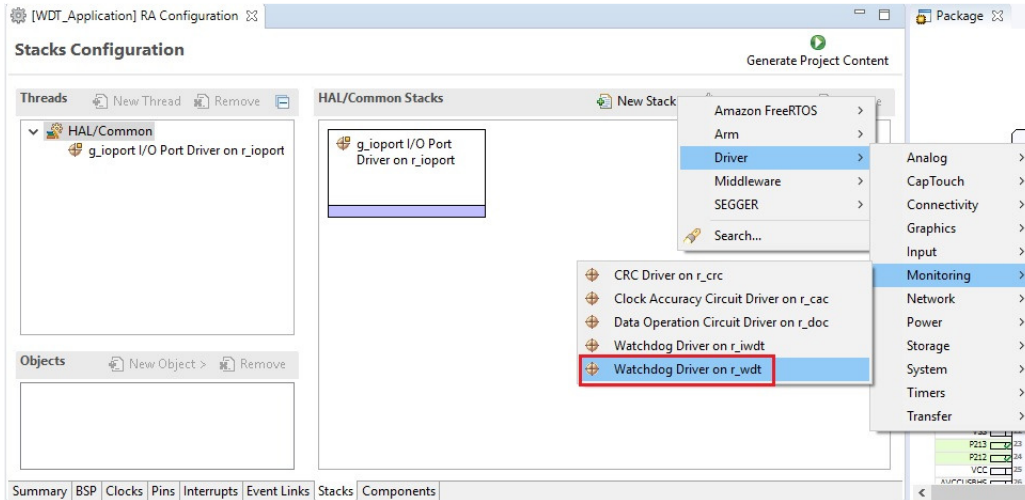 [WDT_Application] RA Configuration
Package
Stacks Configuration
Generate Project Content
Threads
New Thread
Remove
HAL/Common Stacks
New Stack
HAL/Common
g_ioport I/O Port Driver on r_ioport
g_ioport I/O Port
Driver on r_ioport
Amazon FreeRTOS
Arm
Driver
Middleware
SEGGER
Search...
Analog
CapTouch
Connectivity
Graphics
Input
Monitoring
Network
Power
Storage
System
Timers
Transfer
CRC Driver on r_crc
Clock Accuracy Circuit Driver on r_cac
Data Operation Circuit Driver on r_doc
Watchdog Driver on r_iwdt
Watchdog Driver on r_wdt
Objects
New Object >
Remove
P213 23
P212 24
VCC 25
Summary BSP Clocks Pins Interrupts Event Links Stacks Components